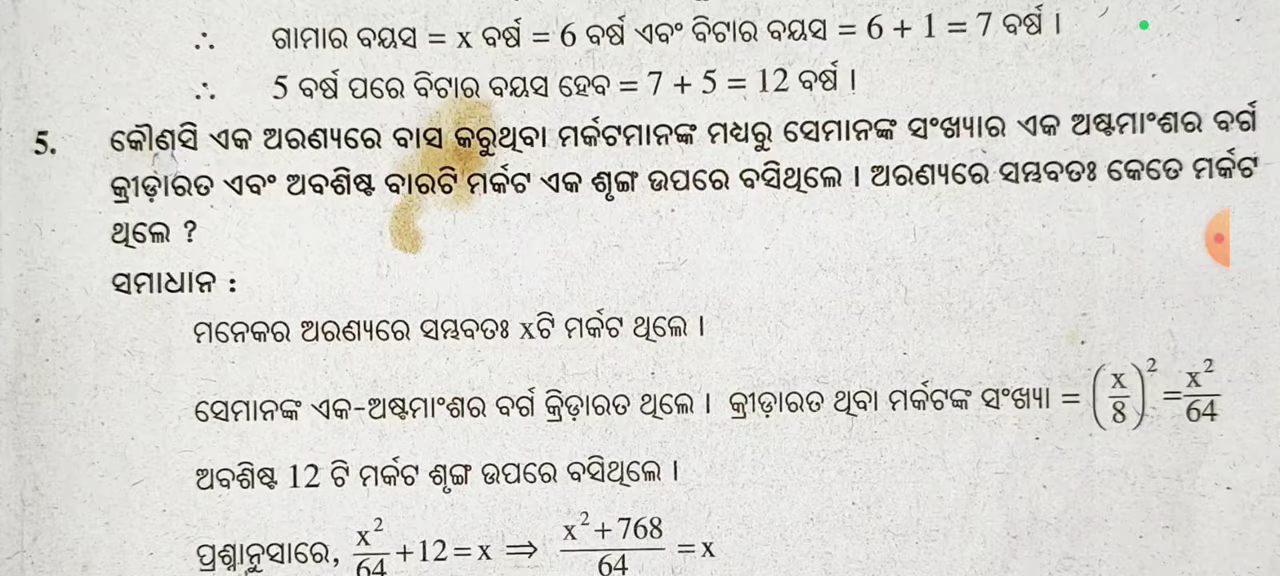 ∴ ଗାମାର ବୟସ = x ବର୍ଷ = 6 ବର୍ଷ ଏବଂ ବିଟାର ବୟସ = 6 + 1 = 7 ବର୍ଷ ।
∴ 5 ବର୍ଷ ପରେ ବିଟାର ବୟସ ହେବ = 7 + 5 = 12 ବର୍ଷ ।
5. କୌଣସି ଏକ ଅରଣ୍ୟରେ ବାସ କରୁଥିବା ମର୍କଟମାନଙ୍କ ମଧ୍ୟରୁ ସେମାନଙ୍କ ସଂଖ୍ୟାର ଏକ ଅଷ୍ଟମାଂଶର ବର୍ଗ
କ୍ରୀଡ଼ାରତ ଏବଂ ଅବଶିଷ୍ଟ ବାରଟି ମର୍କଟ ଏକ ଶୃଙ୍ଗ ଉପରେ ବସିଥିଲେ । ଅରଣ୍ୟରେ ସମ୍ଭବତଃ କେତେ ମର୍କଟ
ଥିଲେ ?
ସମାଧାନ :
ମନେକର ଅରଣ୍ୟରେ ସମ୍ଭବତଃ xଟି ମର୍କଟ ଥିଲେ ।
ସେମାନଙ୍କ ଏକ-ଅଷ୍ଟମାଂଶର ବର୍ଗ କ୍ରିଡ଼ାରତ ଥିଲେ । କ୍ରୀଡ଼ାରତ ଥିବା ମର୍କଟଙ୍କ ସଂଖ୍ୟା = (x/8)² = x²/64
ଅବଶିଷ୍ଟ 12 ଟି ମର୍କଟ ଶୃଙ୍ଗ ଉପରେ ବସିଥିଲେ ।
ପ୍ରଶ୍ନାନୁସାରେ, x²/64 + 12 = x ⇒ x² + 768/64 = x